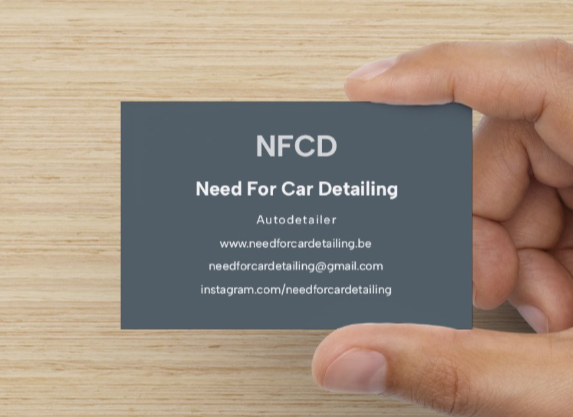 NFCD
Need For Car Detailing
Autodetailer
www.needforcardetailing.be
needforcardetailing@gmail.com
instagram.com/needforcardetailing